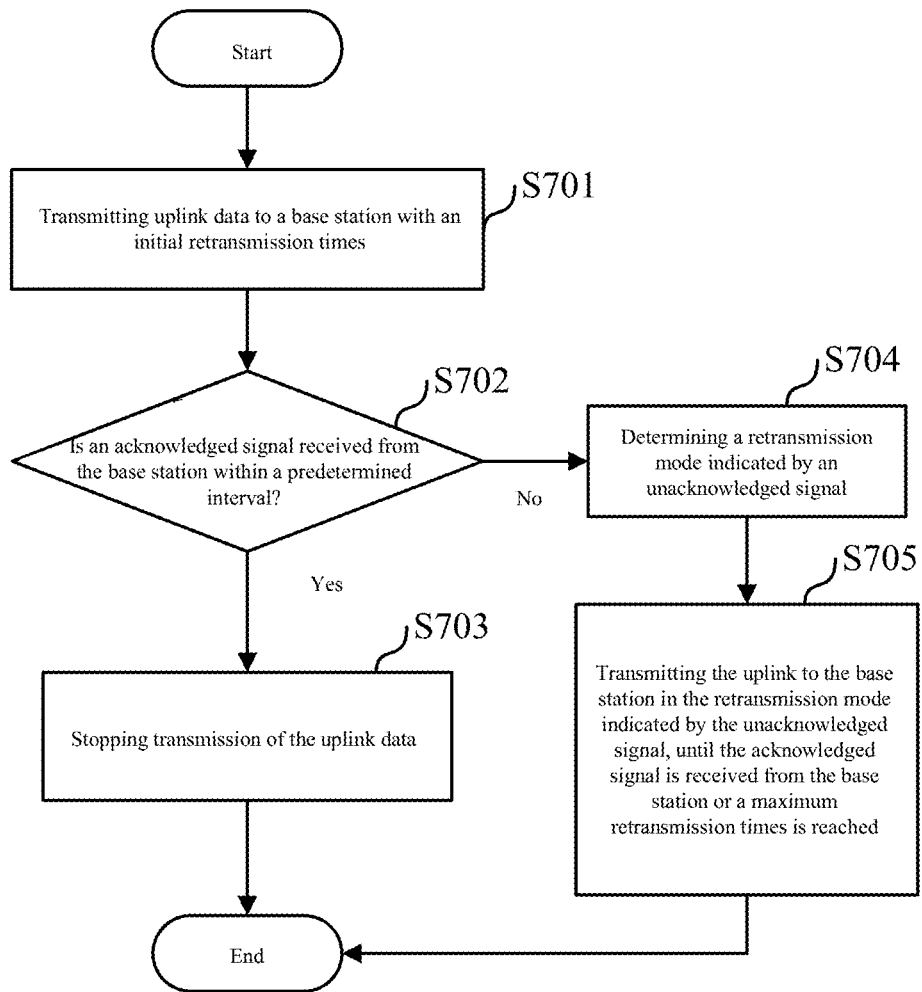 Start
S701
Transmitting uplink data to a base station with an
initial retransmission times
S702
Is an acknowledged signal received from
the base station within a predetermined
interval?
No
Yes
S704
Determining a retransmission
mode indicated by an
unacknowledged signal
S703
Stopping transmission of the uplink data
S705
Transmitting the uplink to the base
station in the retransmission mode
indicated by the unacknowledged
signal, until the acknowledged
signal is received from the base
station or a maximum
retransmission times is reached
End